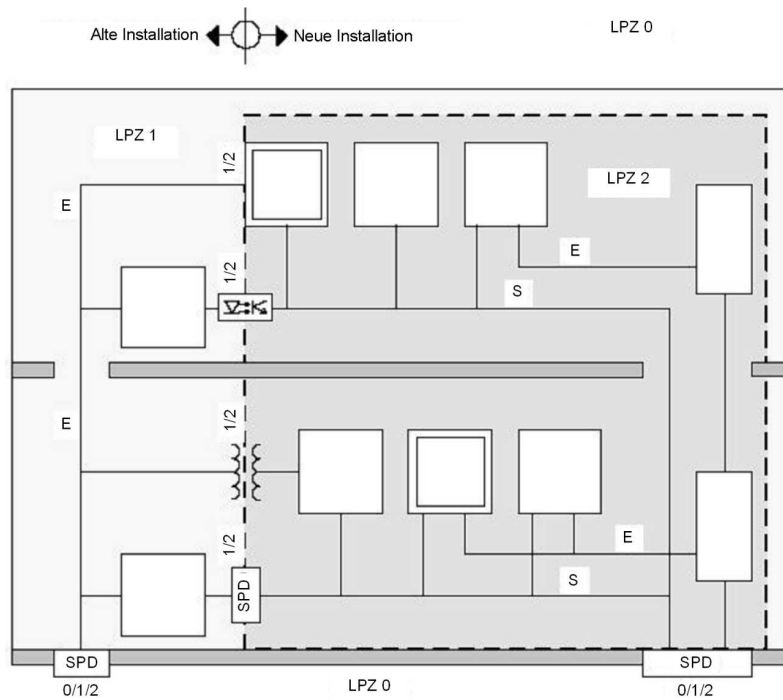 LPZ 0
Alte Installation
Neue Installation
LPZ 1
1/2
LPZ 2
E
E
1/2
S
E
1/2
1/2
E
S
SPD
SPD
SPD
0/1/2
LPZ 0
0/1/2